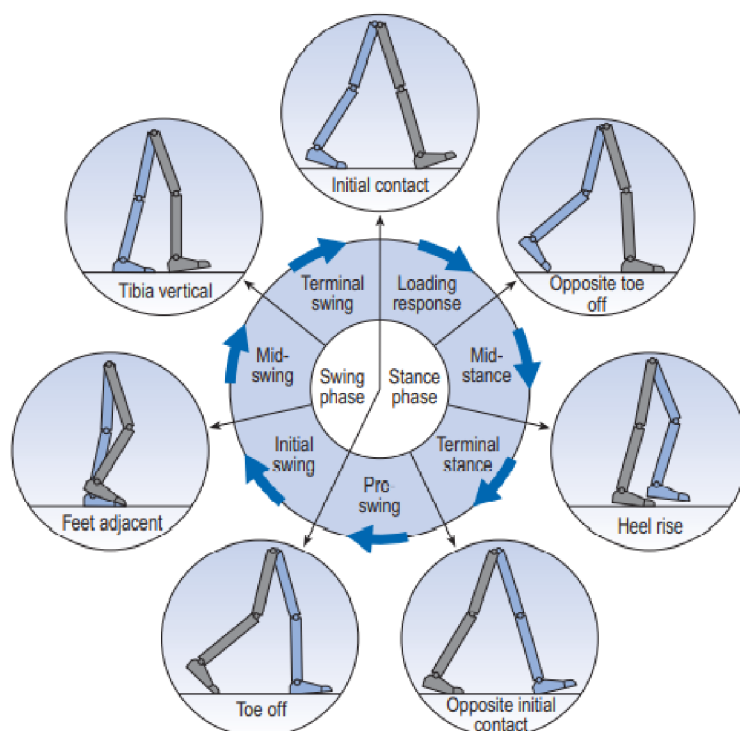 Initial contact
Opposite toe
off
Heel rise
Opposite initial
contact
Toe off
Feet adjacent
Tibia vertical
Loading
response
Mid-
stance
Terminal
stance
Pre-
swing
Initial
swing
Mid-
swing
Terminal
swing
Swing
phase
Stance
phase